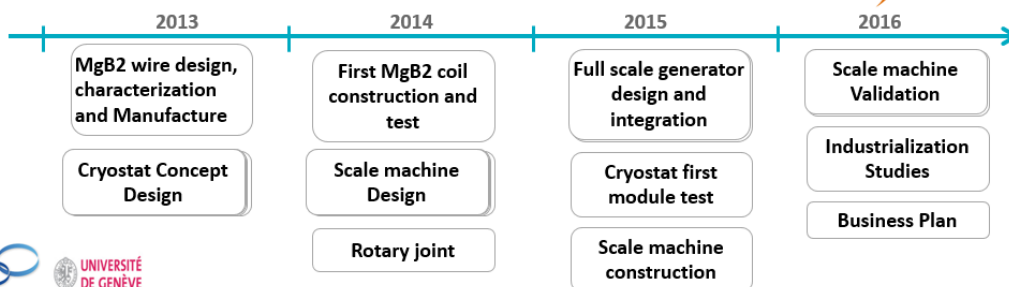 2013
2014
2015
2016
MgB2 wire design,
characterization
and Manufacture
Cryostat Concept
Design
First MgB2 coil
construction and
test
Scale machine
Design
Rotary joint
Full scale generator
design and
integration
Cryostat first
module test
Scale machine
construction
Scale machine
Validation
Industrialization
Studies
Business Plan
UNIVERSITÉ
DE GENÈVE